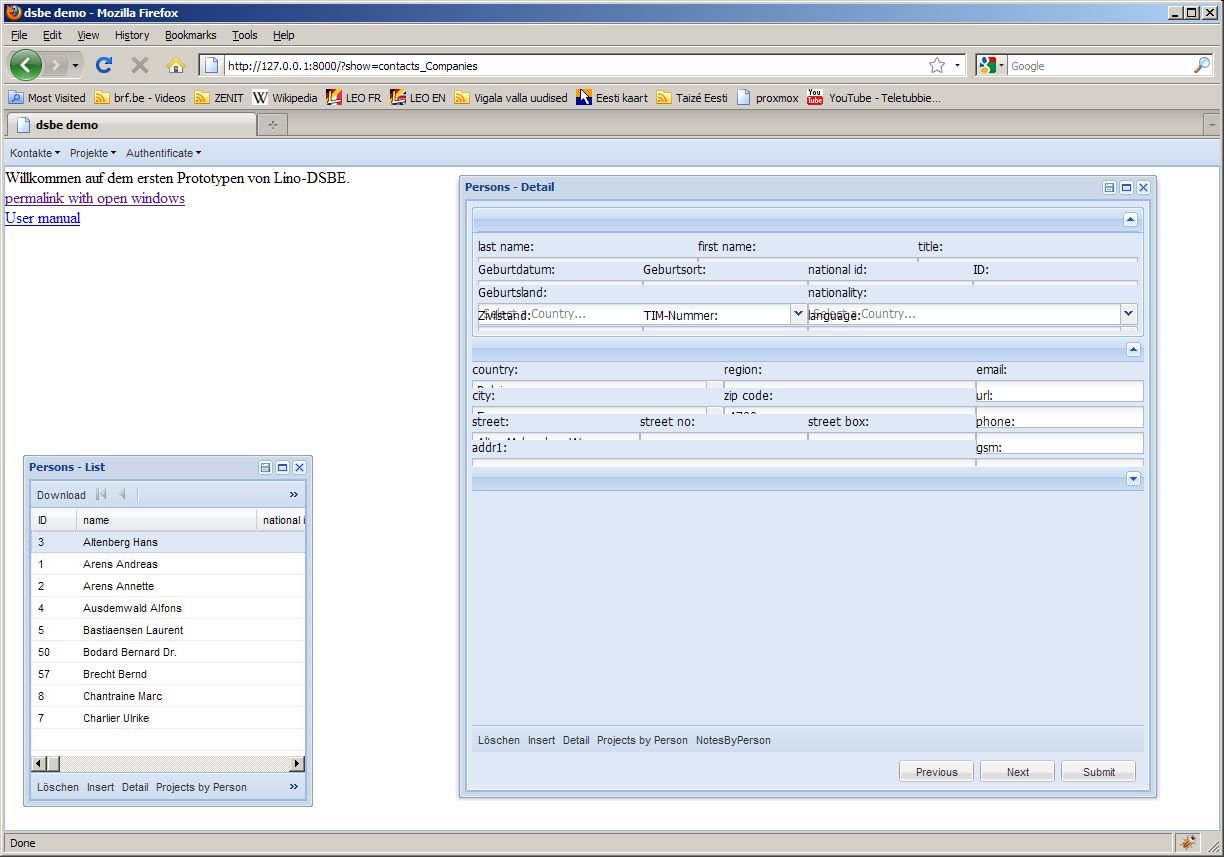 dsbe demo - Mozilla Firefox
File Edit View History Bookmarks Tools Help
http://127.0.0.1:8000/?show=contacts_Companies Google
Most Visited brf.be - Videos ZENIT Wikipedia LEO FR LEO EN Vigala valla uudised Eesti kaart Taizé Eesti proxmox YouTube - Teletubbie...
dsbe demo
Kontakte Projekte Authentificate
Willkommen auf dem ersten Prototypen von Lino-DSBE.
permalink with open windows
User manual
Persons - Detail
last name: first name: title:
Geburtdatum: Geburtsort: national id: ID:
Geburtsland: nationality:
Select a Country... Select a Country...
Zivilstand: TIM-Nummer: language:
country: region: email:
city: zip code: url:
street: street no: street box: phone:
addr1: gsm:
Löschen Insert Detail Projects by Person NotesByPerson
Previous Next Submit
Persons - List
Download »
ID name national i
3 Altenberg Hans
1 Arens Andreas
2 Arens Annette
4 Ausdemwald Alfons
5 Bastiaensen Laurent
50 Bodard Bernard Dr.
57 Brecht Bernd
8 Chantraine Marc
7 Charlier Ulrike
Löschen Insert Detail Projects by Person »
Done